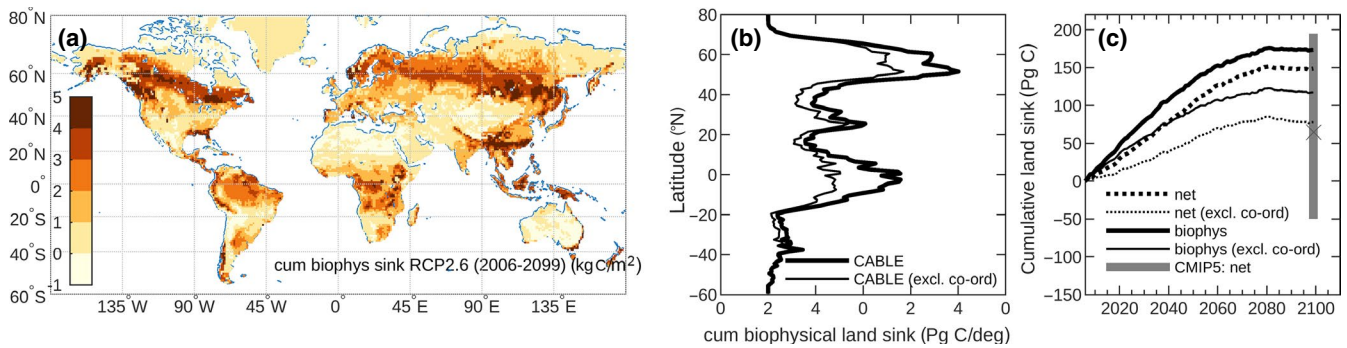 80°N
60°N
40°N
20°N
0°
20°S
40°S
60°S
(a)
5
4
3
2
1
0
-1
cum biophys sink RCP2.6 (2006-2099) (kgC/m²)
135°W 90°W 45°W 0 45°E 90°E 135°E
80
60
40
20
0
−20
−40
−60
(b)
Latitude (°N)
CABLE
CABLE (excl. co-ord)
0 2 4 0 2 4 0
cum biophysical land sink (Pg C/deg)
200
150
100
50
0
−50
−100
−150
(c)
Cumulative land sink (Pg C)
net
net (excl. co-ord)
biophys
biophys (excl. co-ord)
CMIP5: net
2020 2040 2060 2080 2100